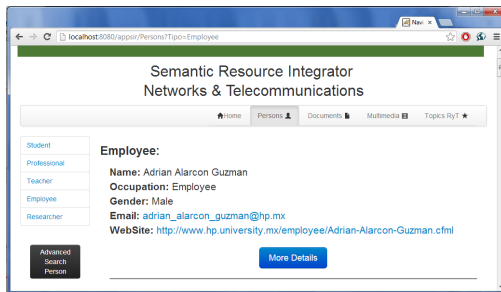 Navi
localhost:8080/appsir/Persons?Tipo=Employee
Semantic Resource Integrator
Networks & Telecommunications
Home Persons Documents Multimedia Topics RyT
Student
Professional
Teacher
Employee
Researcher
Advanced
Search
Person
Employee:
Name: Adrian Alarcon Guzman
Occupation: Employee
Gender: Male
Email: adrian_alarcon_guzman@hp.mx
WebSite: http://www.hp.university.mx/employee/Adrian-Alarcon-Guzman.cfml
More Details